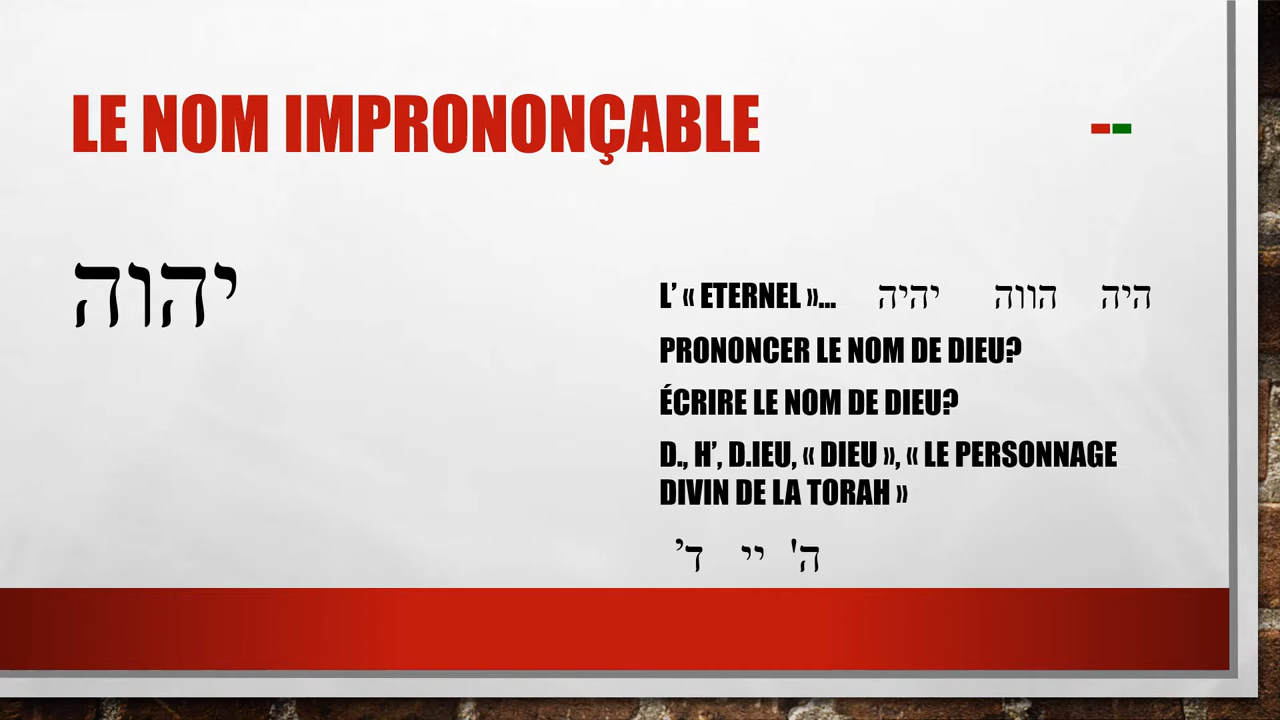 LE NOM IMPRONONÇABLE
יהוה
L’ « ETERNEL »... היה הווה יהיה
PRONONCER LE NOM DE DIEU?
ÉCRIRE LE NOM DE DIEU?
D., H’, D.IEU, « DIEU », « LE PERSONNAGE
DIVIN DE LA TORAH »
ה' יי ד’